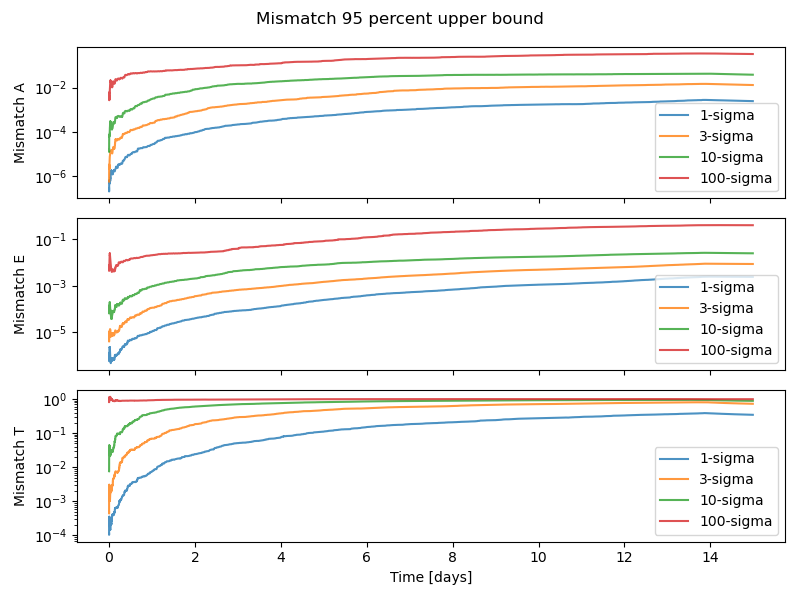 Mismatch 95 percent upper bound
Mismatch A
10⁻²
10⁻⁴
10⁻⁶
1-sigma
3-sigma
10-sigma
100-sigma
Mismatch E
10⁻¹
10⁻³
10⁻⁵
1-sigma
3-sigma
10-sigma
100-sigma
Mismatch T
10⁰
10⁻¹
10⁻²
10⁻³
10⁻⁴
1-sigma
3-sigma
10-sigma
100-sigma
0 2 4 6 8 10 12 14
Time [days]